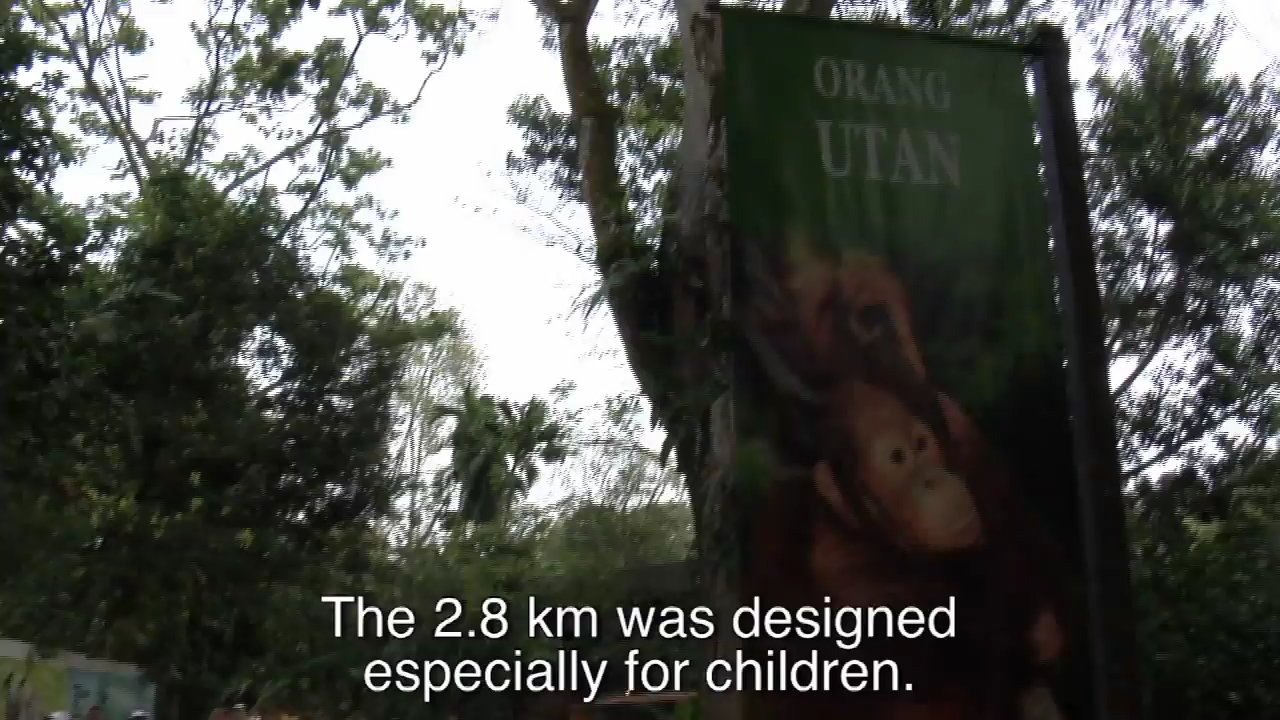 ORANG
UTAN
The 2.8 km was designed
especially for children.